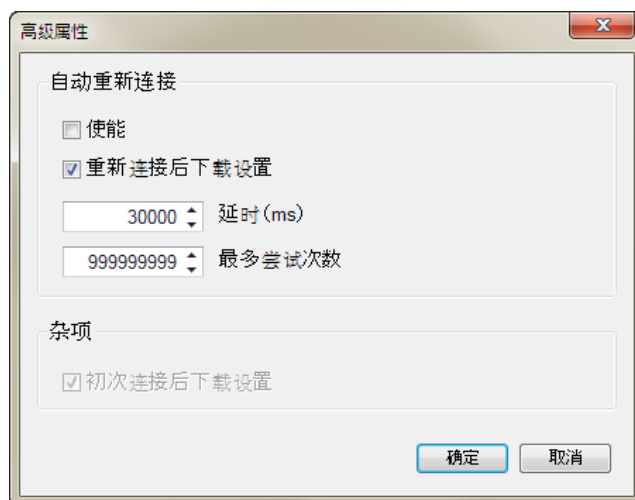 高级属性
自动重新连接
使能
重新连接后下载设置
30000 延时(ms)
999999999 最多尝试次数
杂项
初次连接后下载设置
确定 取消